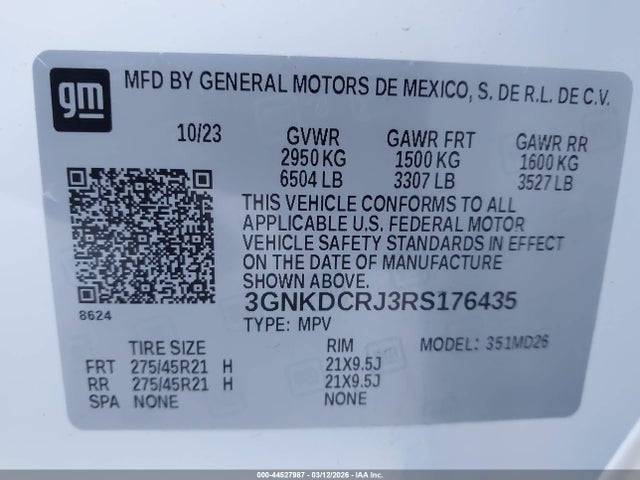 gm
MFD BY GENERAL MOTORS DE MEXICO, S. DE R.L. DE C.V.
10/23 GVWR GAWR FRT GAWR RR
2950 KG 1500 KG 1600 KG
6504 LB 3307 LB 3527 LB
THIS VEHICLE CONFORMS TO ALL
APPLICABLE U.S. FEDERAL MOTOR
VEHICLE SAFETY STANDARDS IN EFFECT
ON THE DATE OF MANUFACTURE
SHOWN ABOVE.
8624
3GNKDCRJ3RS176435
TYPE: MPV MODEL: 351MD26
TIRE SIZE RIM
FRT 275/45R21 H 21X9.5J
RR 275/45R21 H 21X9.5J
SPA NONE NONE
000-44527987 - 03/12/2026 - IAAI.COM